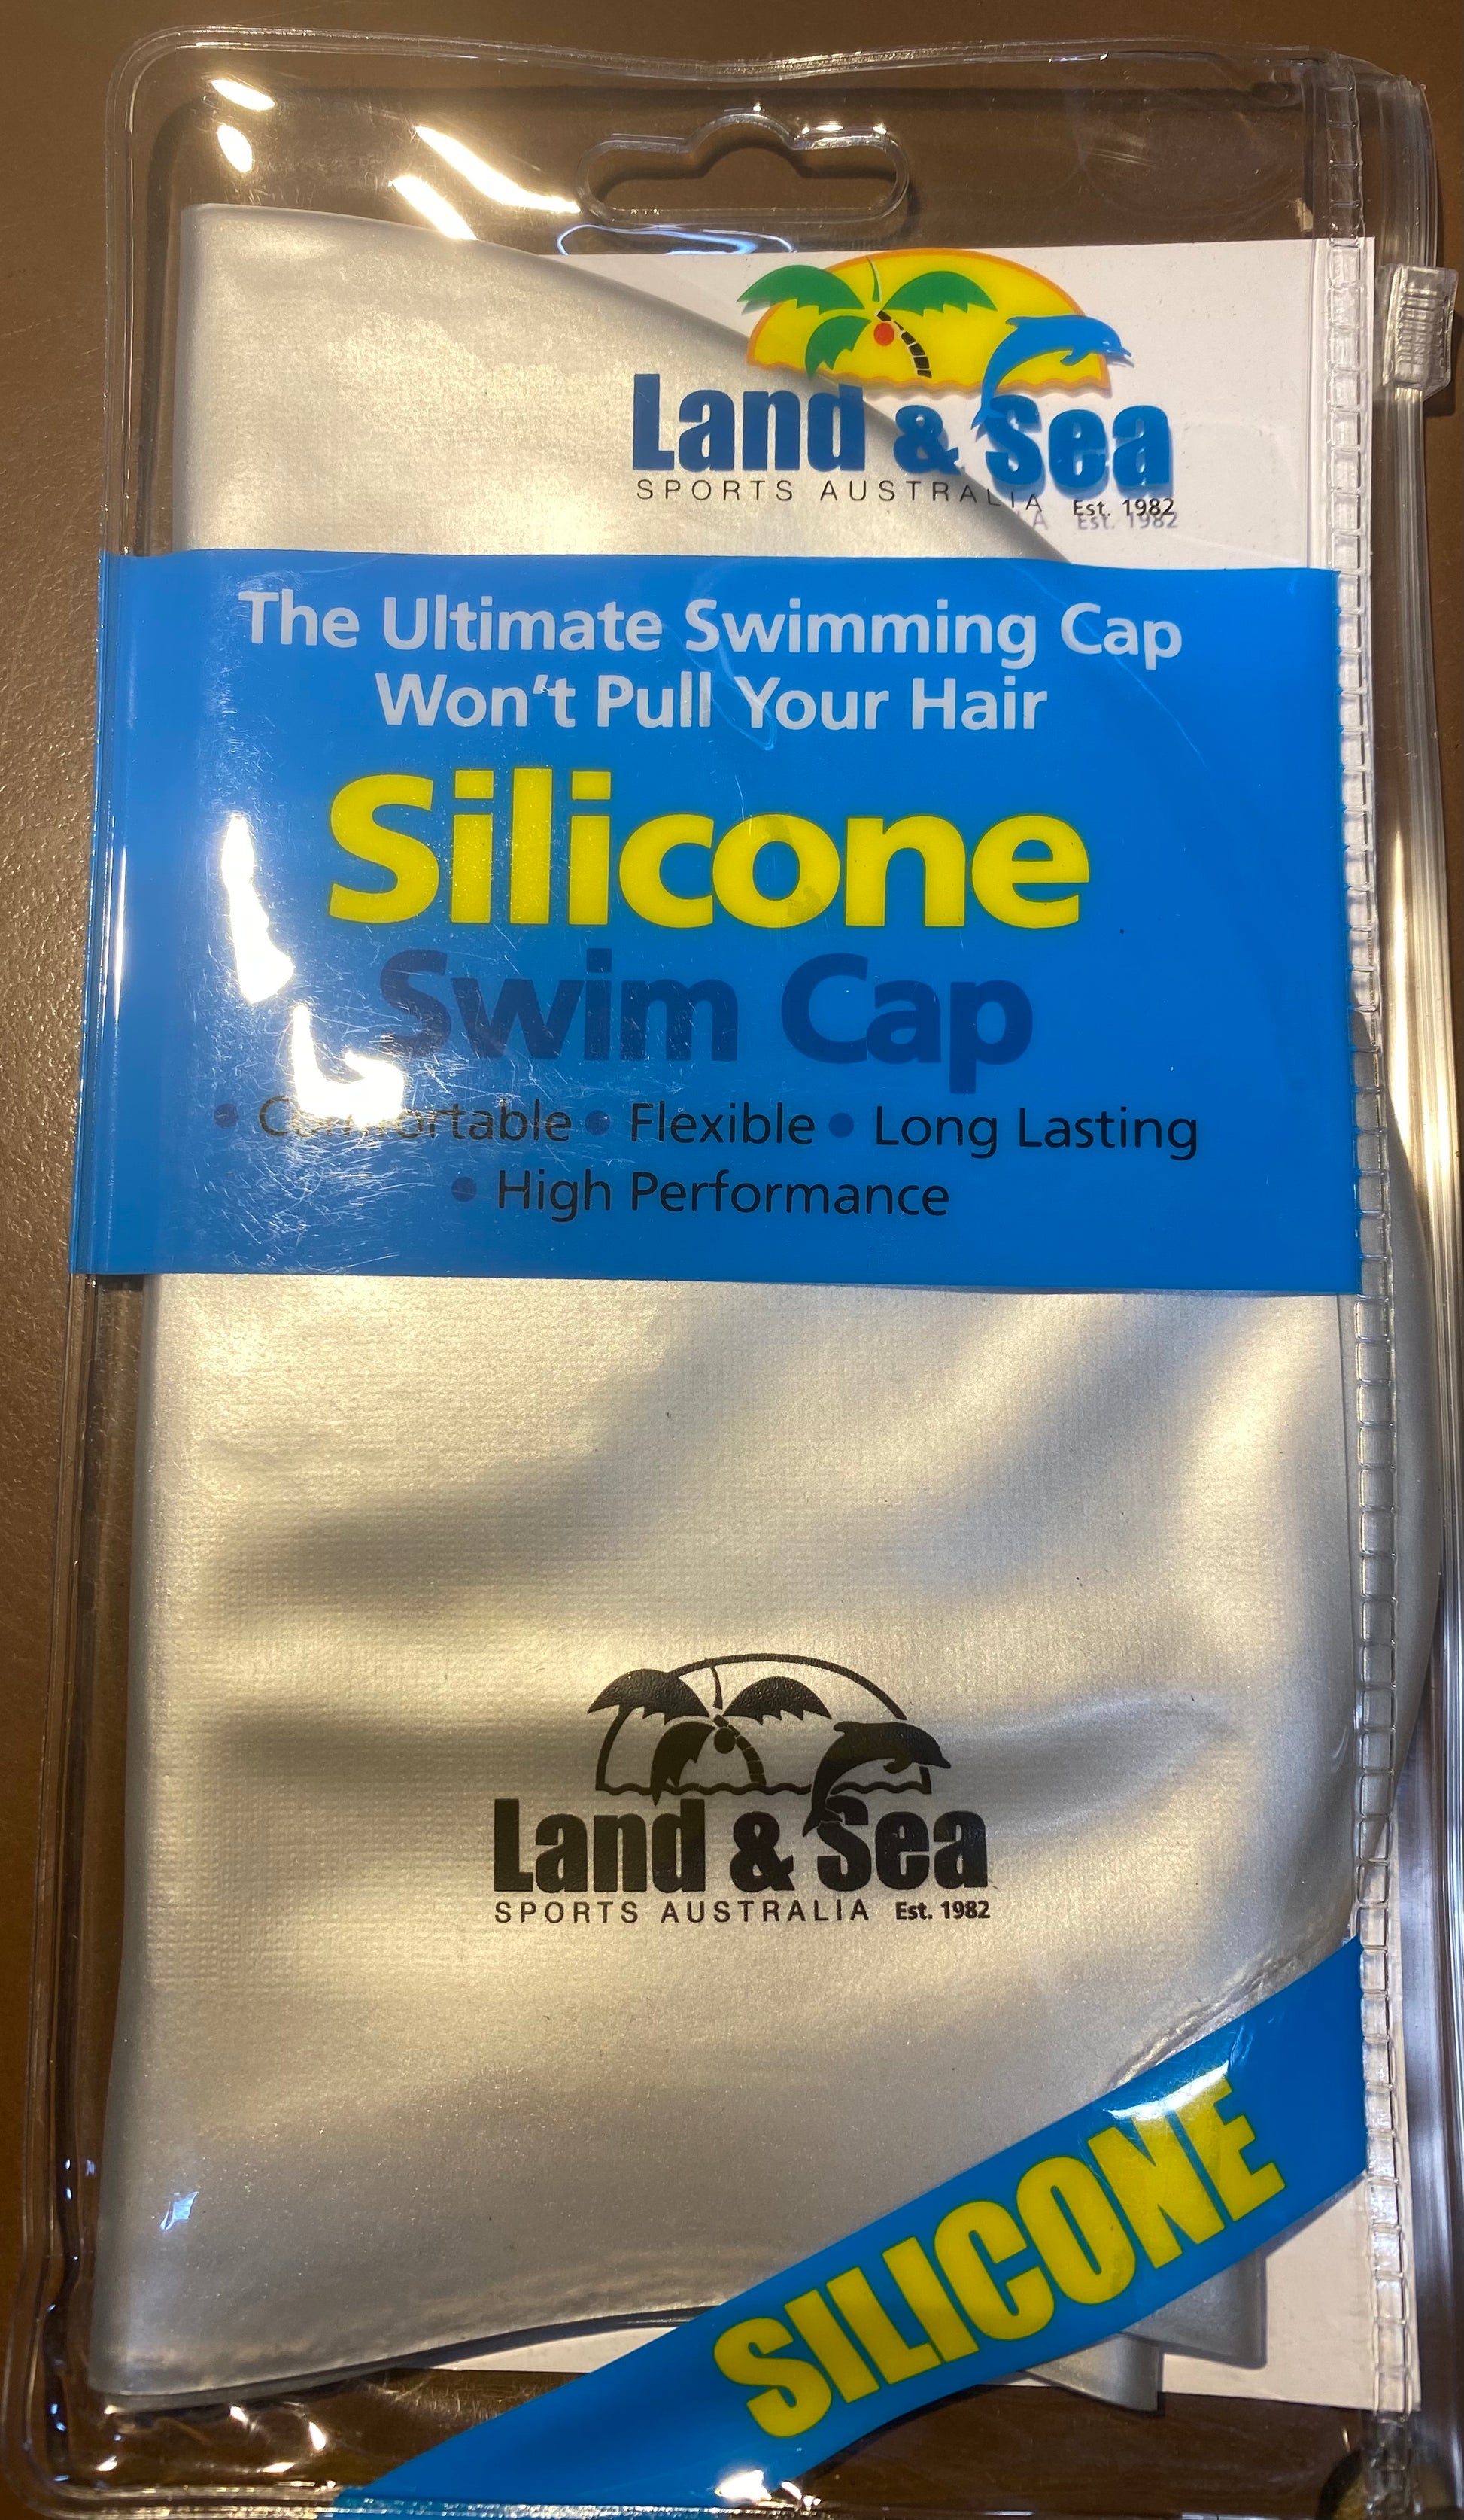 Land & Sea
SPORTS AUSTRALIA Est. 1982
The Ultimate Swimming Cap
Won't Pull Your Hair
Silicone
Swim Cap
• Comfortable • Flexible • Long Lasting
• High Performance
Land & Sea
SPORTS AUSTRALIA Est. 1982
SILICONE